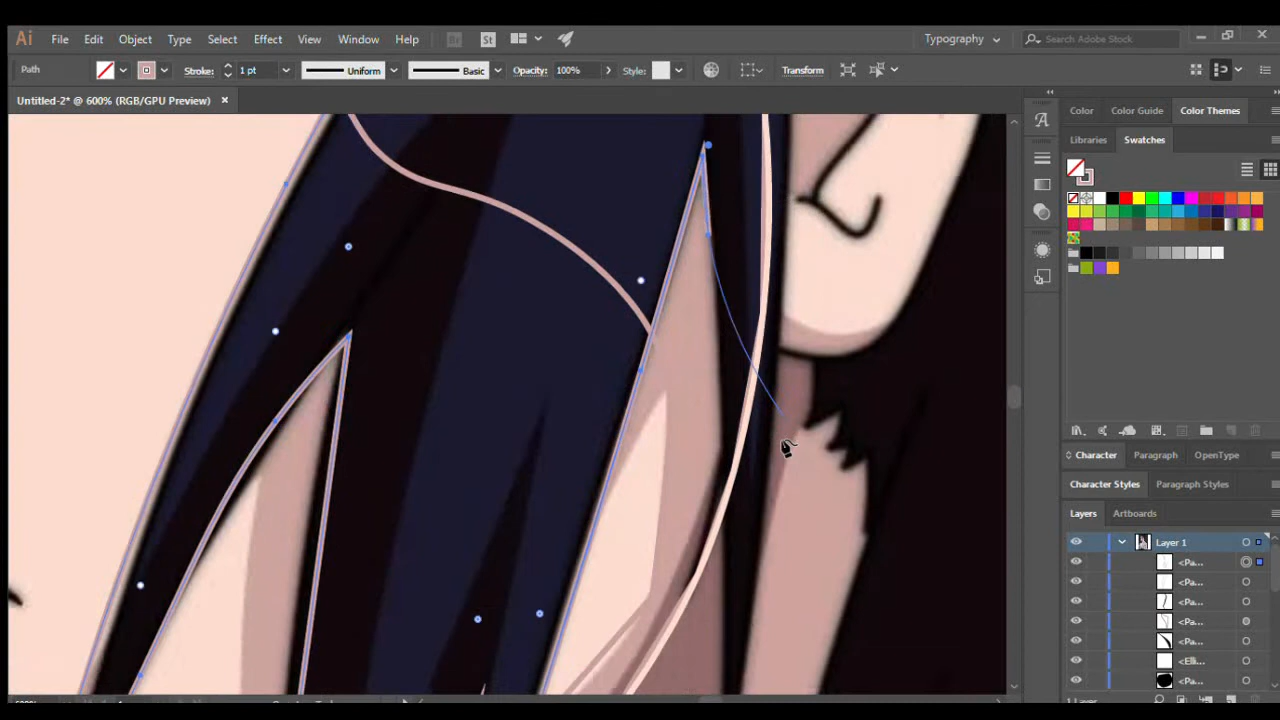 Ai File Edit Object Type Select Effect View Window Help Br St Typography Search Adobe Stock
Path Stroke: 1 pt Uniform Basic Opacity: 100% Style: Transform
Untitled-2* @ 600% (RGB/GPU Preview) ×
Color Color Guide Color Themes
Libraries Swatches
Character Paragraph OpenType
Character Styles Paragraph Styles
Layers Artboards
Layer 1
<Pa...
<Pa...
<Pa...
<Pa...
<Pa...
<Elli...
<Pa...